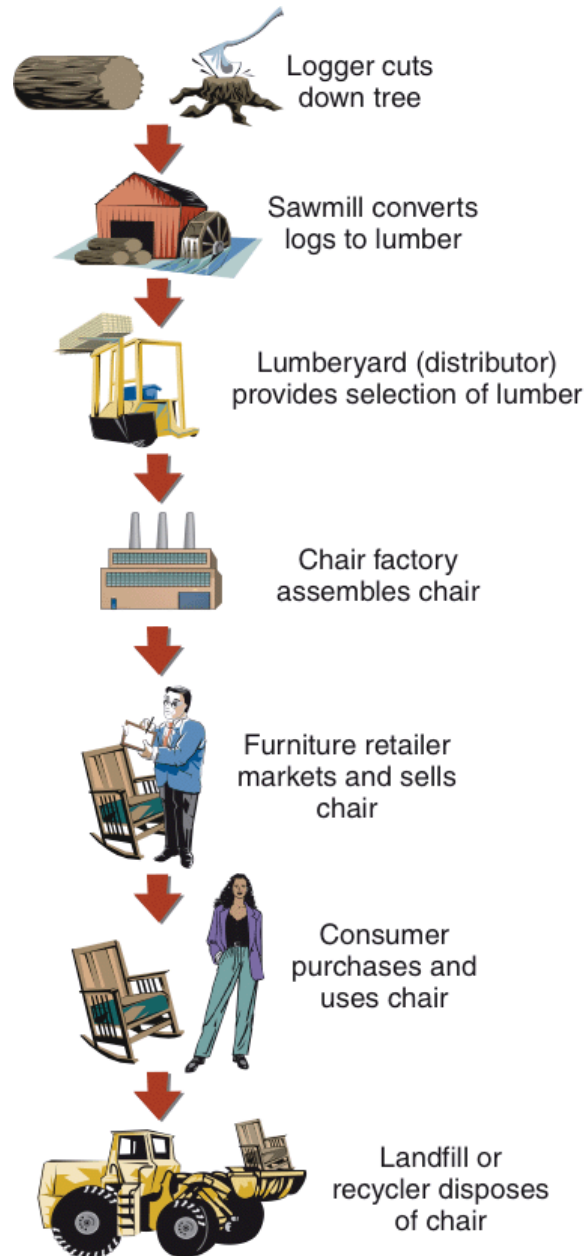 Logger cuts
down tree
Sawmill converts
logs to lumber
Lumberyard (distributor)
provides selection of lumber
Chair factory
assembles chair
Furniture retailer
markets and sells
chair
Consumer
purchases and
uses chair
Landfill or
recycler disposes
of chair